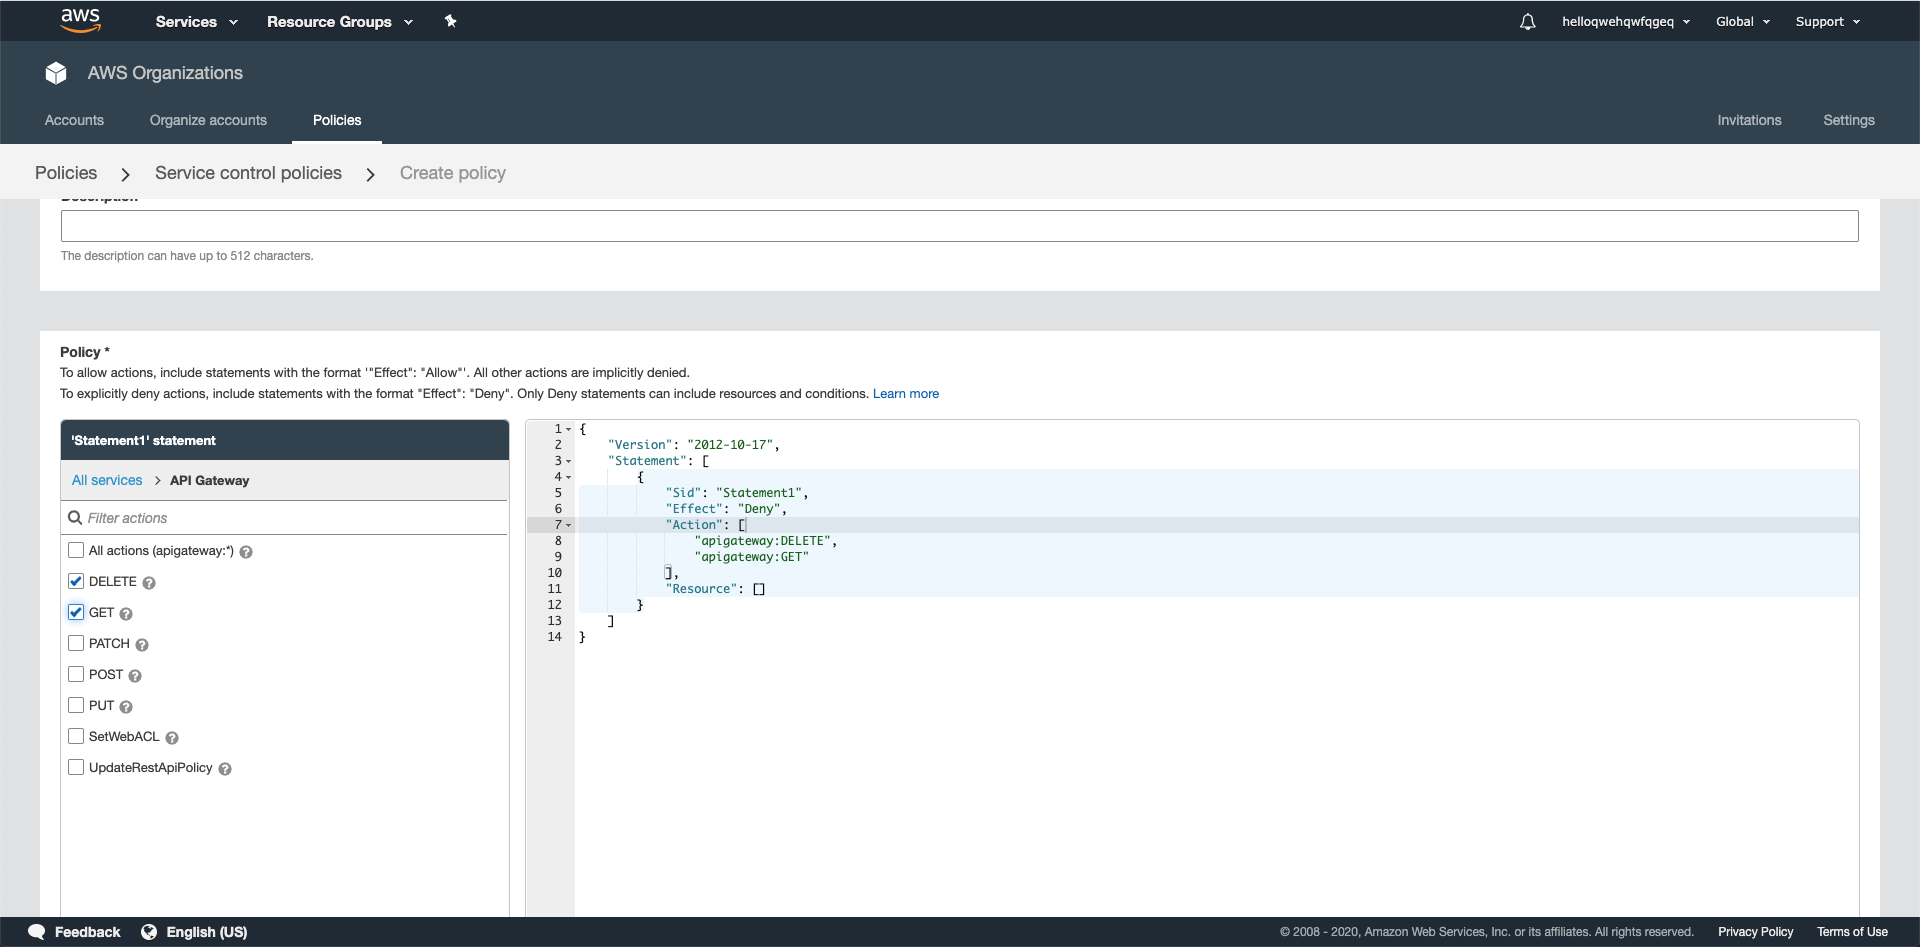 aws Services Resource Groups helloqwehqwfqgeq Global Support
AWS Organizations
Accounts Organize accounts Policies Invitations Settings
Policies > Service control policies > Create policy
Description
The description can have up to 512 characters.
Policy *
To allow actions, include statements with the format '"Effect": "Allow"'. All other actions are implicitly denied.
To explicitly deny actions, include statements with the format "Effect": "Deny". Only Deny statements can include resources and conditions. Learn more
'Statement1' statement
All services > API Gateway
Filter actions
All actions (apigateway:*)
DELETE
GET
PATCH
POST
PUT
SetWebACL
UpdateRestApiPolicy
1 {
2 "Version": "2012-10-17",
3 "Statement": [
4 {
5 "Sid": "Statement1",
6 "Effect": "Deny",
7 "Action": [
8 "apigateway:DELETE",
9 "apigateway:GET"
10 ],
11 "Resource": []
12 }
13 ]
14 }
Feedback English (US) © 2008 - 2020, Amazon Web Services, Inc. or its affiliates. All rights reserved. Privacy Policy Terms of Use